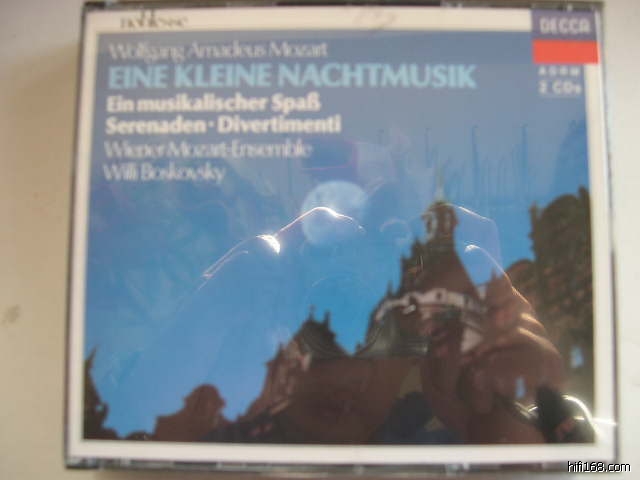 noblesse
DECCA
Wolfgang Amadeus Mozart
EINE KLEINE NACHTMUSIK
ADRM
2 CDs
Ein musikalischer Spaß
Serenaden · Divertimenti
Wiener Mozart-Ensemble
Willi Boskovsky
hifi168.com